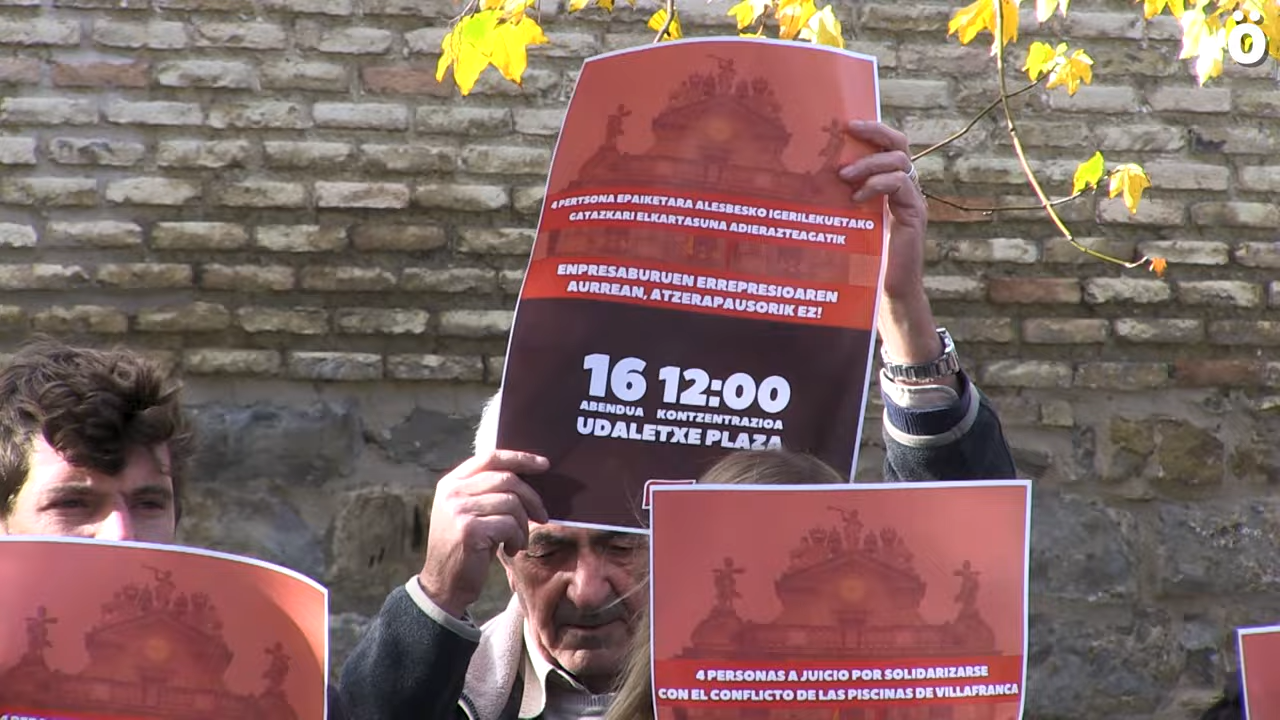 ö
4 PERTSONA EPAIKETARA ALESBESKO IGERILEKUETAKO
GATAZKARI ELKARTASUNA ADIERAZTEAGATIK
ENPRESABURUEN ERREPRESIOAREN
AURREAN, ATZERAPAUSORIK EZ!
16 12:00
ABENDUA KONTZENTRAZIOA
UDALETXE PLAZA
4 PERSONAS A JUICIO POR SOLIDARIZARSE
CON EL CONFLICTO DE LAS PISCINAS DE VILLAFRANCA